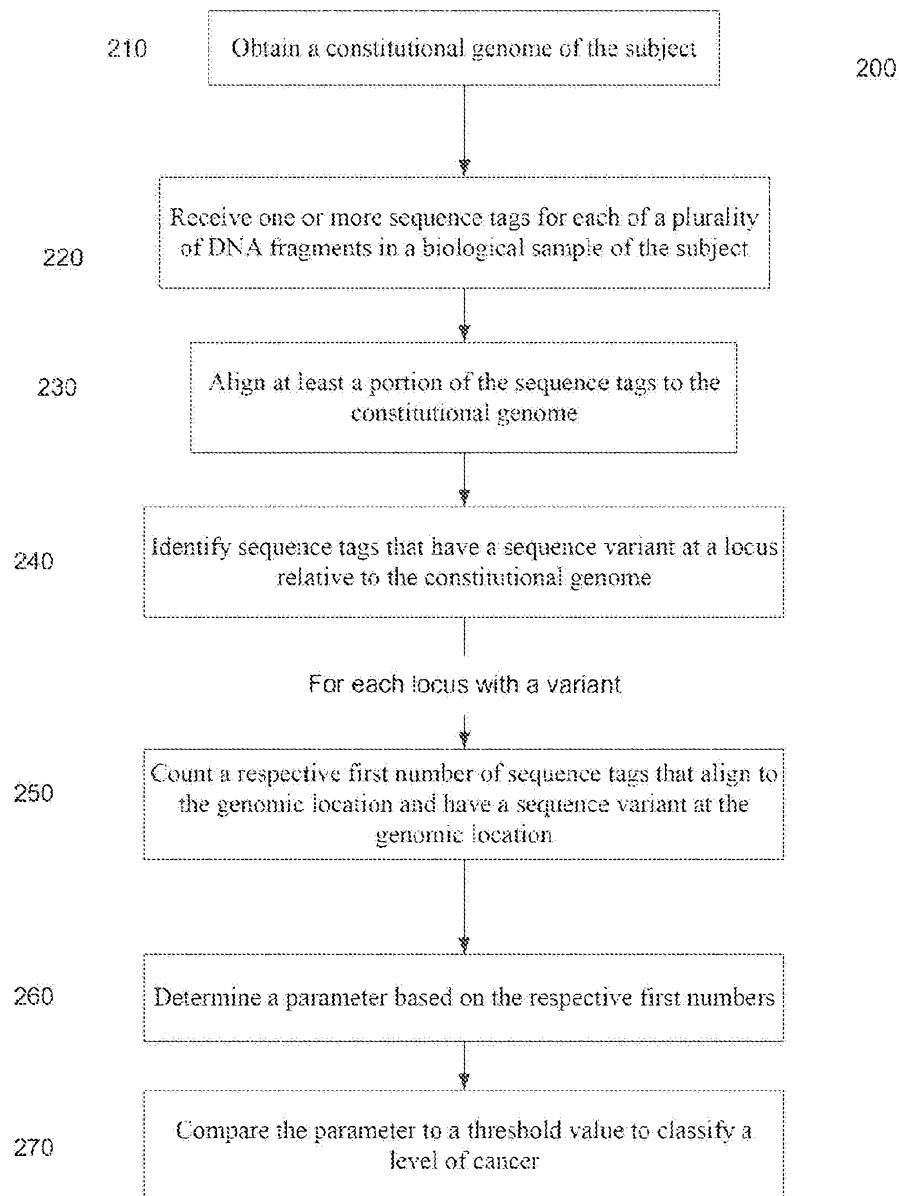 210
Obtain a constitutional genome of the subject
200
220
Receive one or more sequence tags for each of a plurality
of DNA fragments in a biological sample of the subject
230
Align at least a portion of the sequence tags to the
constitutional genome
240
Identify sequence tags that have a sequence variant at a locus
relative to the constitutional genome
For each locus with a variant
250
Count a respective first number of sequence tags that align to
the genomic location and have a sequence variant at the
genomic location
260
Determine a parameter based on the respective first numbers
270
Compare the parameter to a threshold value to classify a
level of cancer